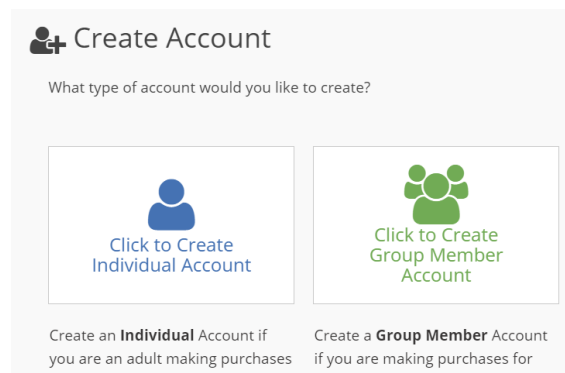 Create Account
What type of account would you like to create?
Click to Create
Individual Account
Click to Create
Group Member
Account
Create an Individual Account if
you are an adult making purchases
Create a Group Member Account
if you are making purchases for